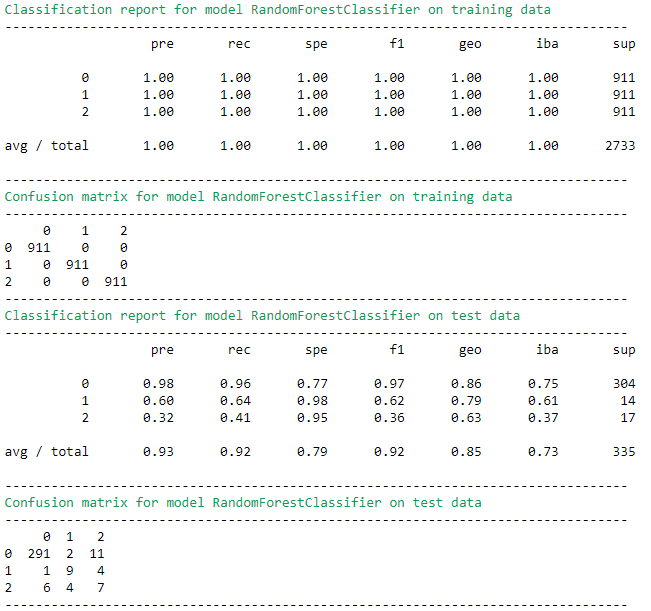 Classification report for model RandomForestClassifier on training data
--------------------------------------------------------------------------------
                   pre       rec       spe        f1       geo       iba       sup

          0       1.00      1.00      1.00      1.00      1.00      1.00       911
          1       1.00      1.00      1.00      1.00      1.00      1.00       911
          2       1.00      1.00      1.00      1.00      1.00      1.00       911

avg / total       1.00      1.00      1.00      1.00      1.00      1.00      2733

--------------------------------------------------------------------------------
Confusion matrix for model RandomForestClassifier on training data
--------------------------------------------------------------------------------
     0    1    2
0  911    0    0
1    0  911    0
2    0    0  911
--------------------------------------------------------------------------------
Classification report for model RandomForestClassifier on test data
--------------------------------------------------------------------------------
                   pre       rec       spe        f1       geo       iba       sup

          0       0.98      0.96      0.77      0.97      0.86      0.75       304
          1       0.60      0.64      0.98      0.62      0.79      0.61        14
          2       0.32      0.41      0.95      0.36      0.63      0.37        17

avg / total       0.93      0.92      0.79      0.92      0.85      0.73       335

--------------------------------------------------------------------------------
Confusion matrix for model RandomForestClassifier on test data
--------------------------------------------------------------------------------
     0  1   2
0  291  2  11
1    1  9   4
2    6  4   7
--------------------------------------------------------------------------------